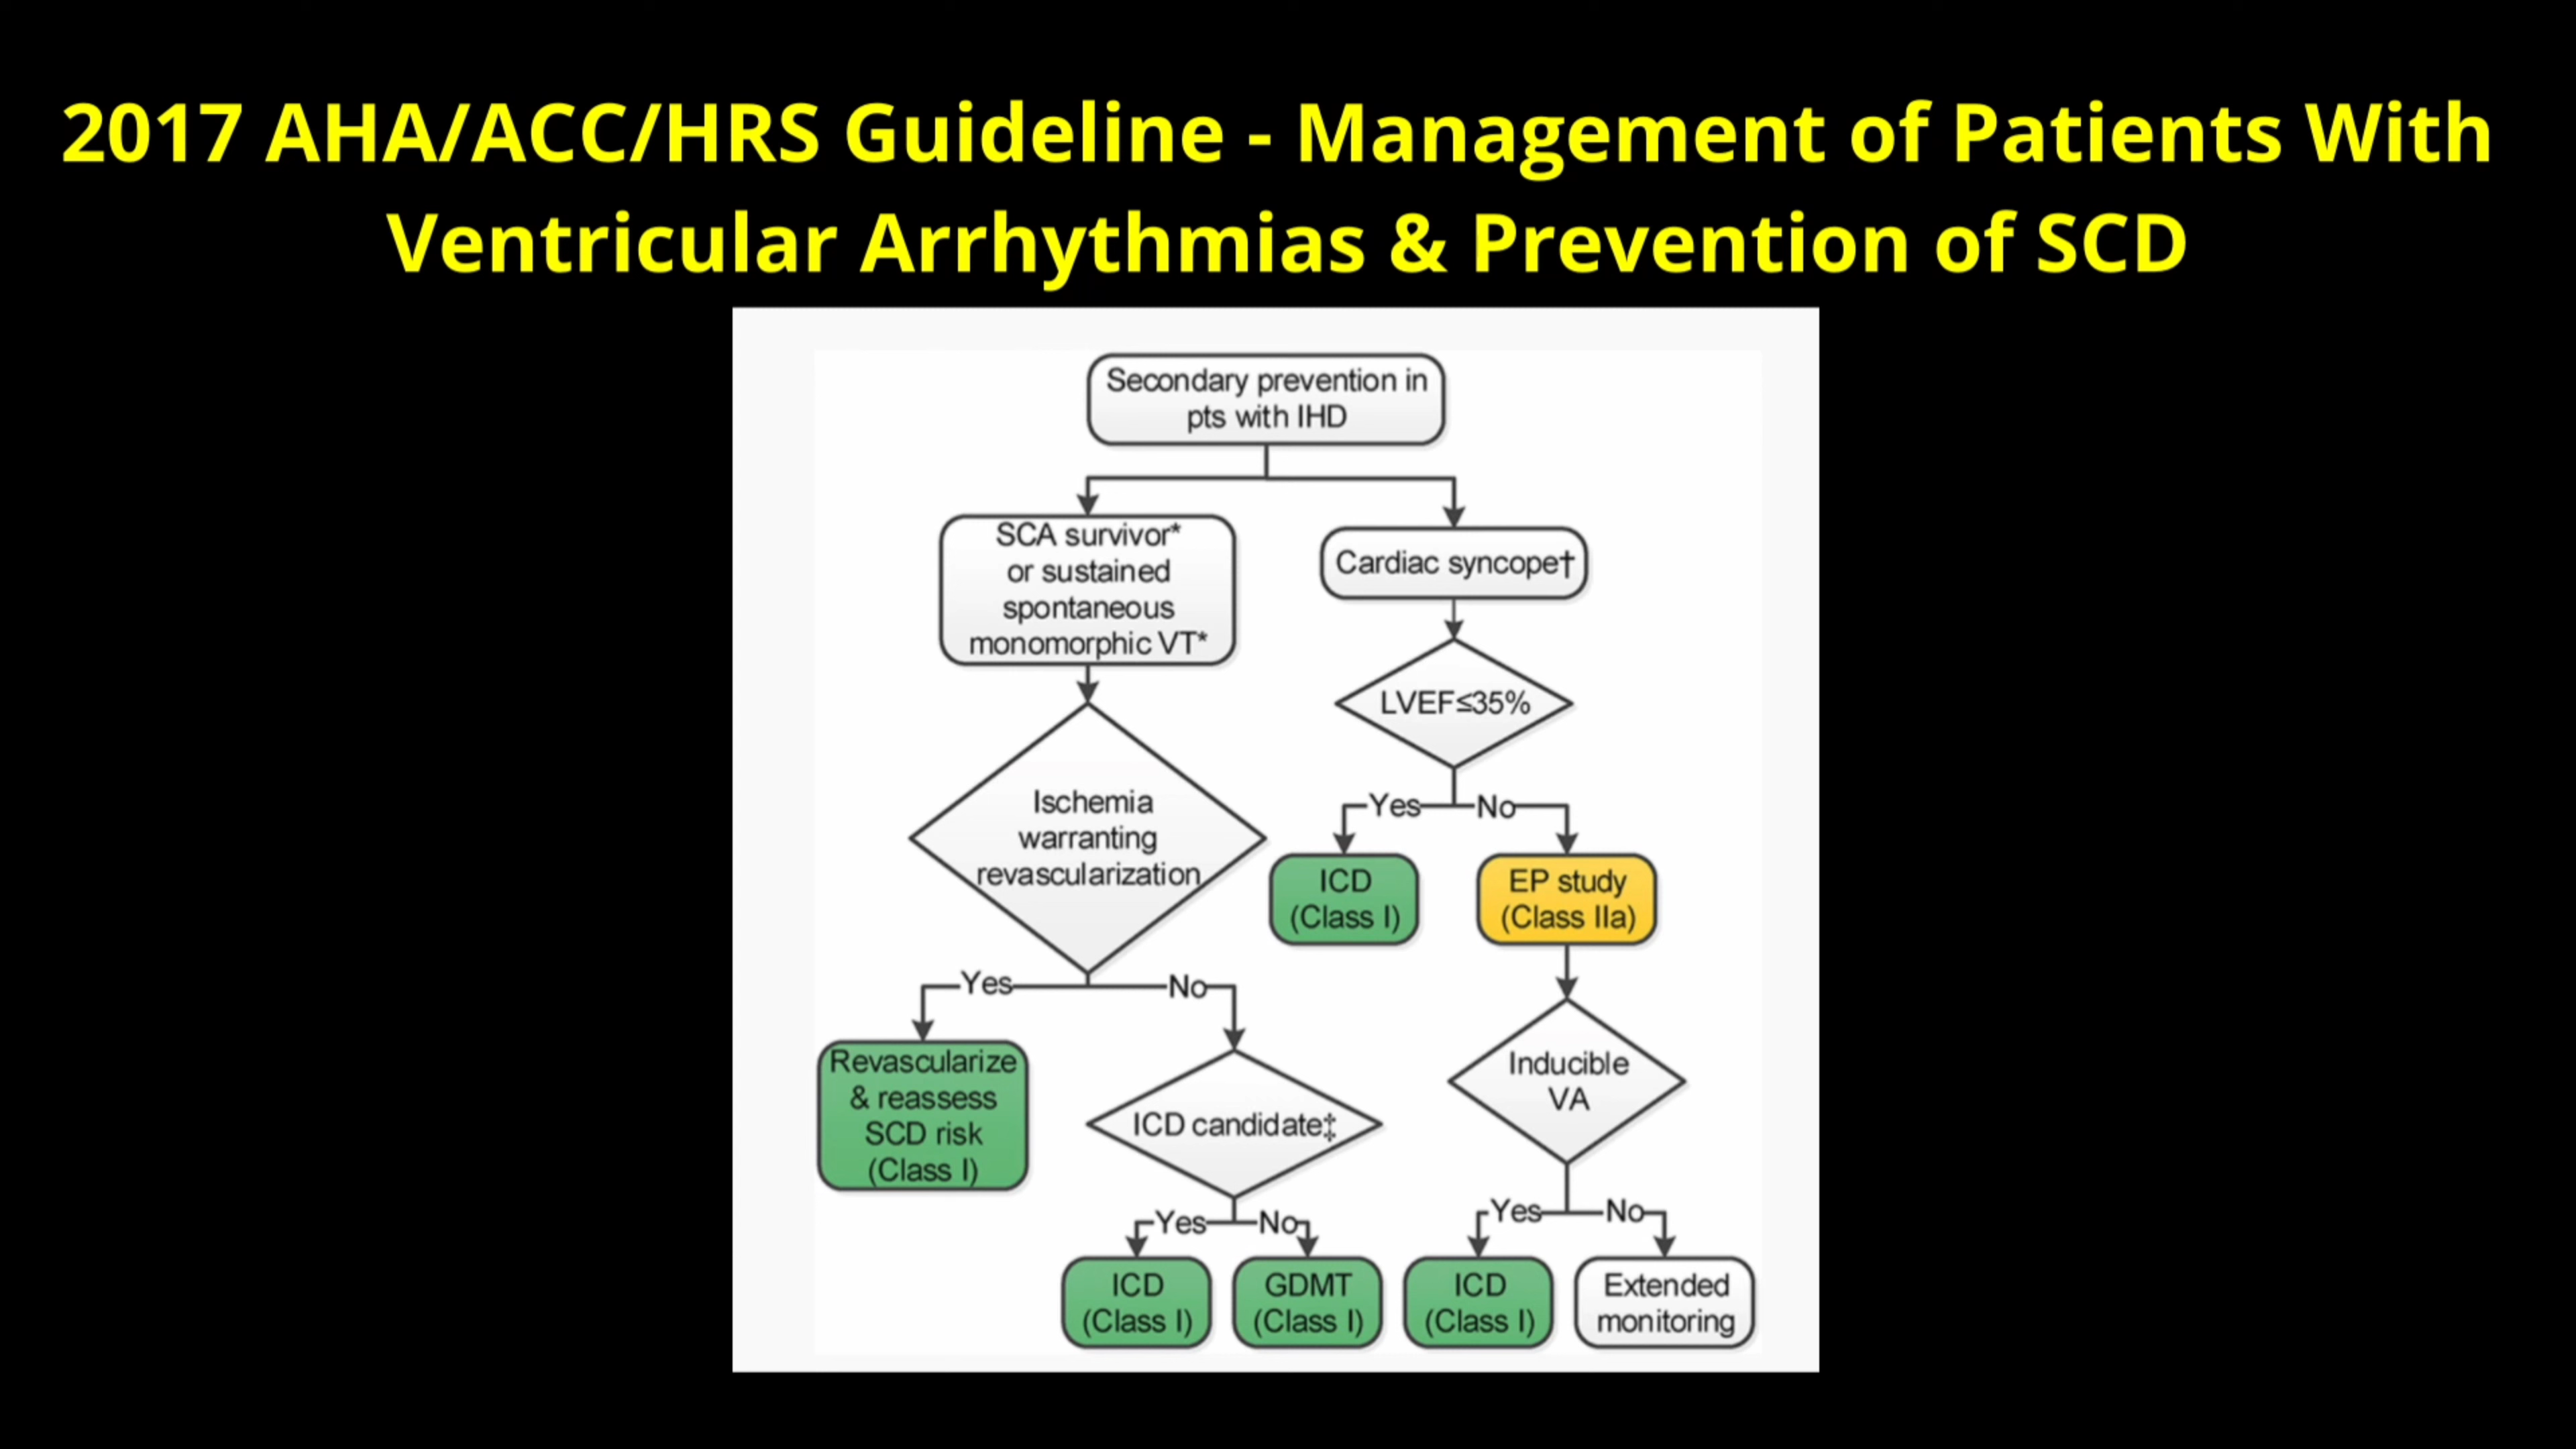 2017 AHA/ACC/HRS Guideline - Management of Patients With
Ventricular Arrhythmias & Prevention of SCD
Secondary prevention in
pts with IHD
SCA survivor*
or sustained
spontaneous
monomorphic VT*
Cardiac syncope†
LVEF≤35%
Ischemia
warranting
revascularization
Yes
No
ICD
(Class I)
EP study
(Class IIa)
Yes
No
Revascularize
& reassess
SCD risk
(Class I)
ICD candidate‡
Inducible
VA
Yes
No
Yes
No
ICD
(Class I)
GDMT
(Class I)
ICD
(Class I)
Extended
monitoring